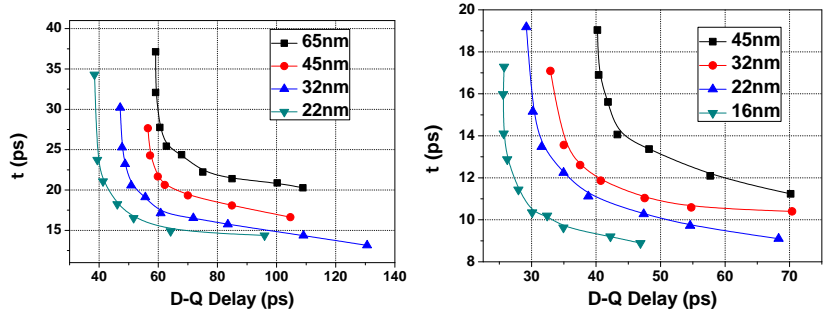 40
35
30
25
20
15
t (ps)
65nm
45nm
32nm
22nm
40 60 80 100 120 140
D-Q Delay (ps)
20
18
16
14
12
10
8
t (ps)
45nm
32nm
22nm
16nm
30 40 50 60 70
D-Q Delay (ps)